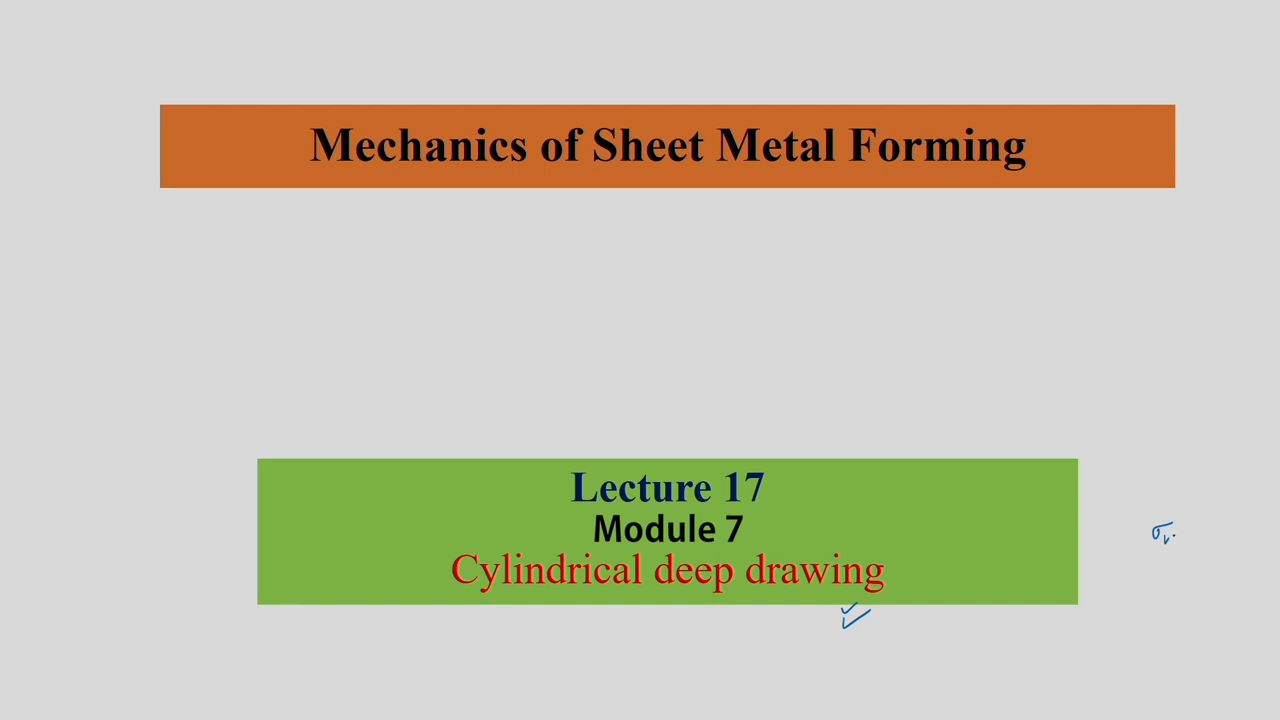 Mechanics of Sheet Metal Forming
Lecture 17
Module 7
Cylindrical deep drawing